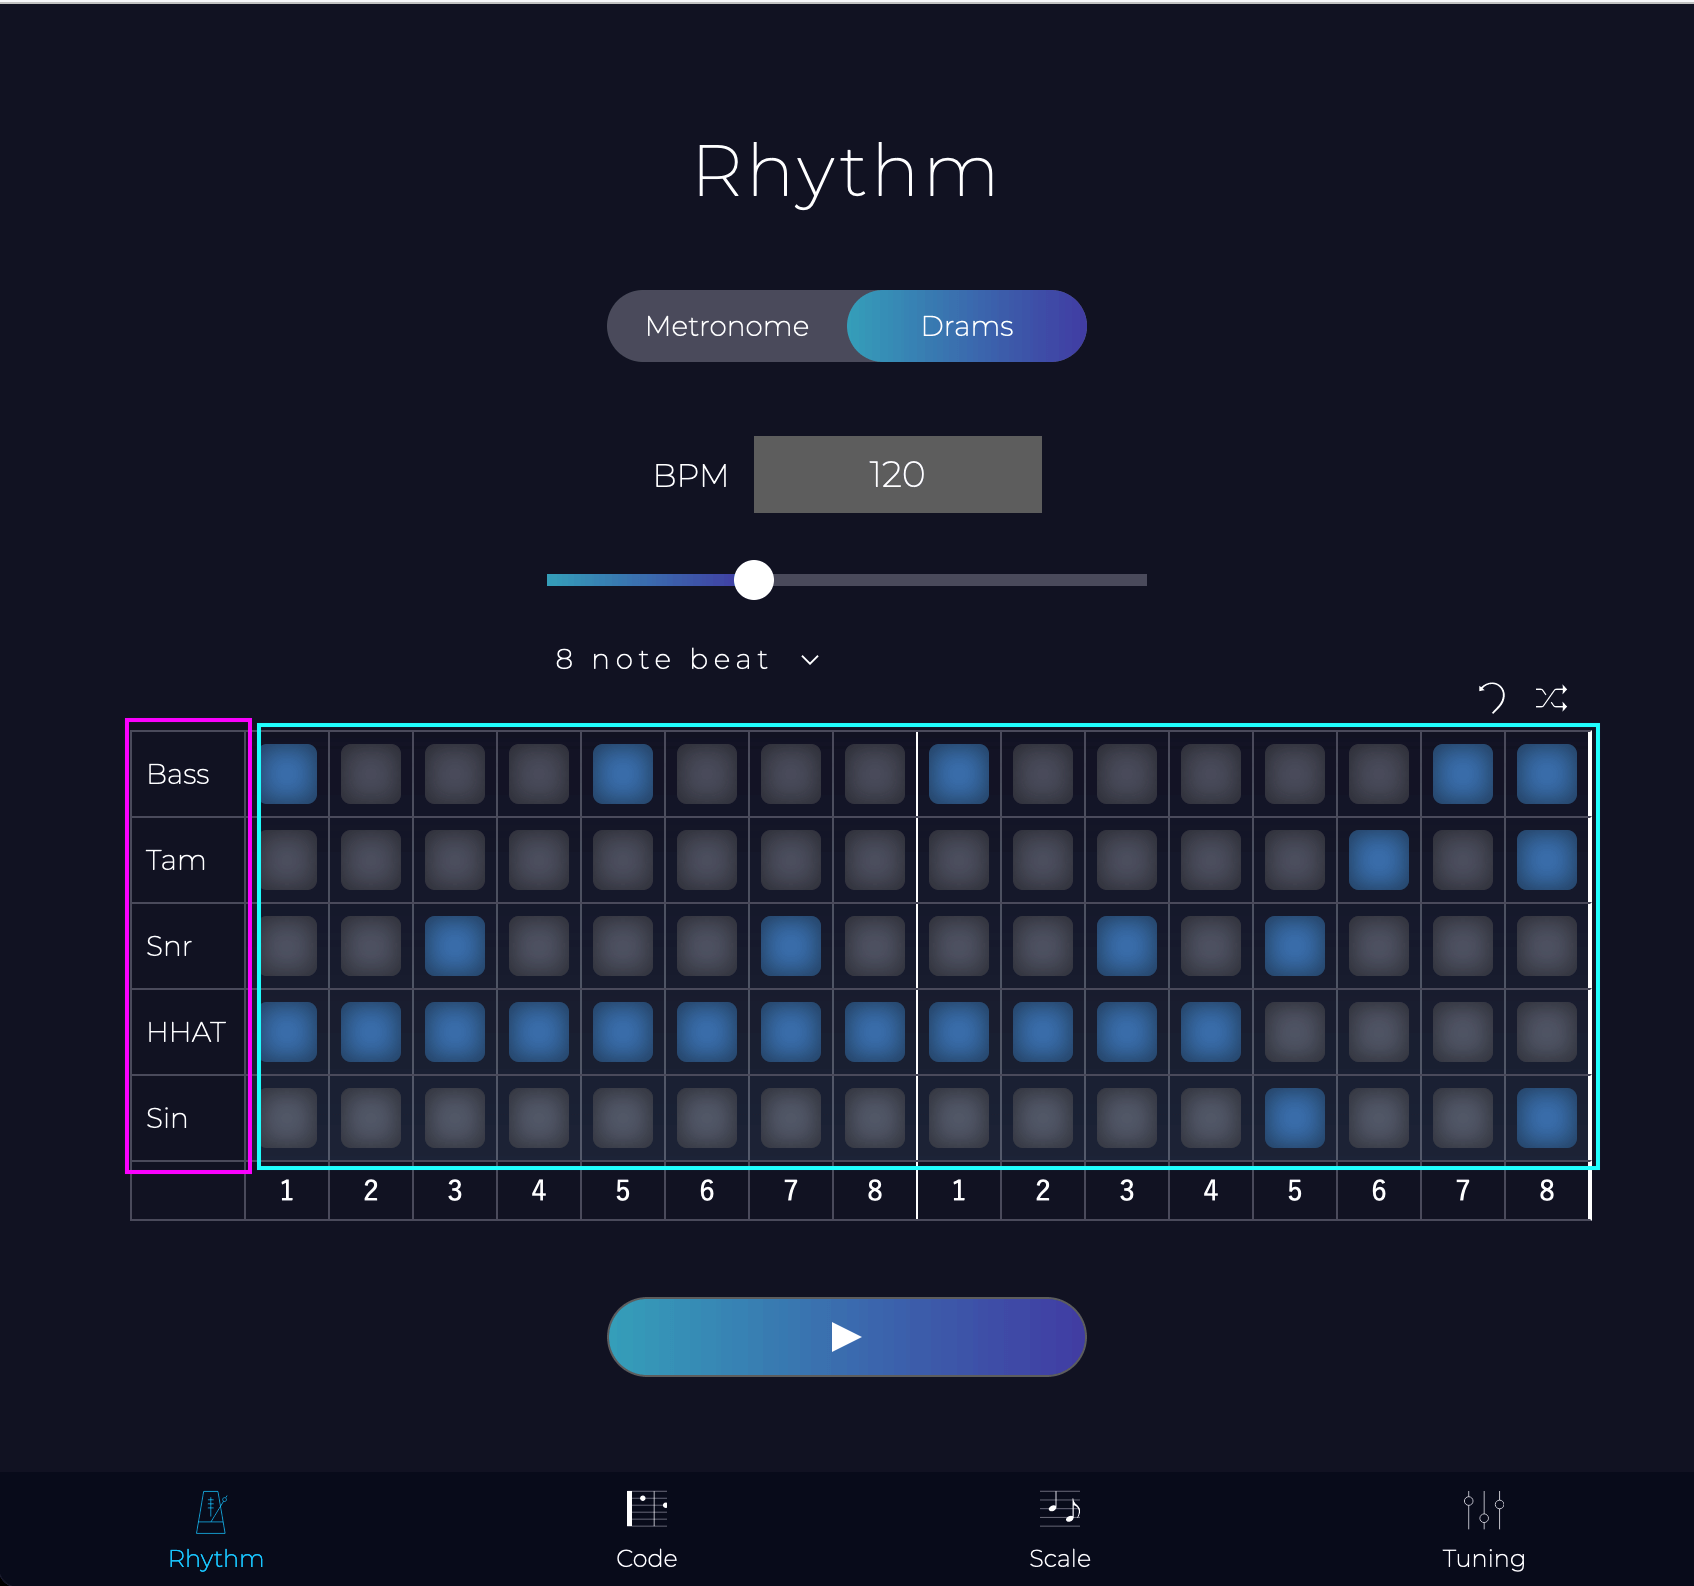 Rhythm
Metronome Drams
BPM 120
8 note beat
Bass
Tam
Snr
HHAT
Sin
1 2 3 4 5 6 7 8 1 2 3 4 5 6 7 8
Rhythm Code Scale Tuning